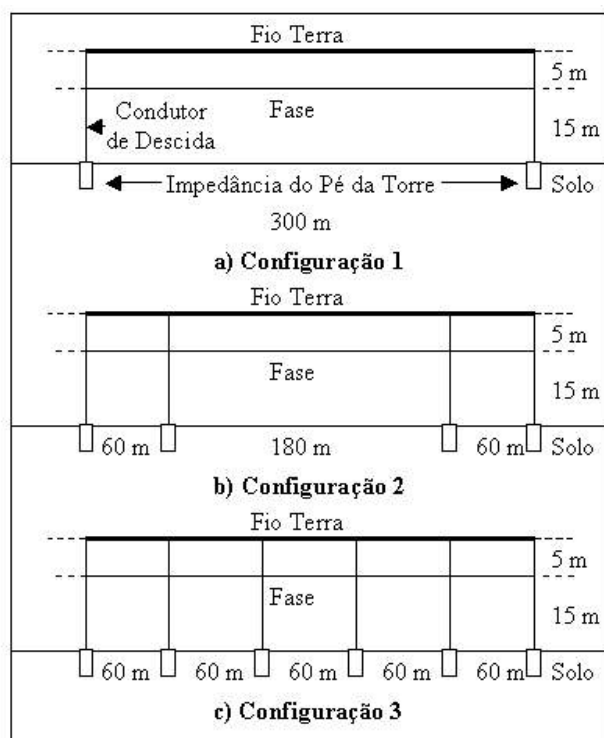 Fio Terra
5 m
Condutor
de Descida
Fase
15 m
Impedância do Pé da Torre
Solo
300 m
a) Configuração 1
Fio Terra
5 m
Fase
15 m
60 m 180 m 60 m Solo
b) Configuração 2
Fio Terra
5 m
Fase
15 m
60 m 60 m 60 m 60 m 60 m Solo
c) Configuração 3